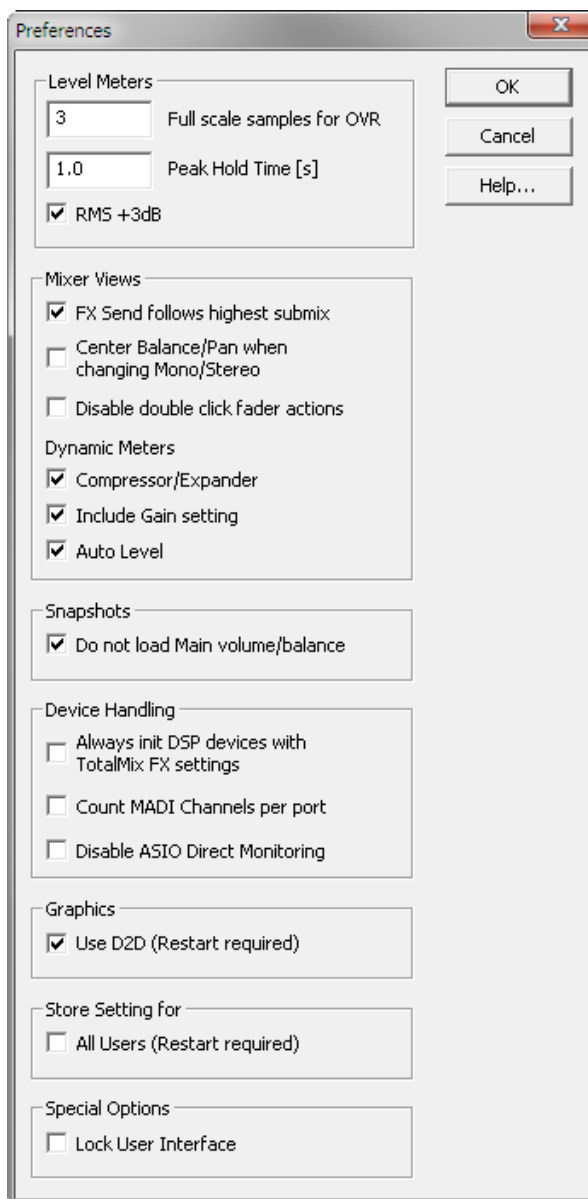 Preferences
Level Meters
3 Full scale samples for OVR
1.0 Peak Hold Time [s]
RMS +3dB
Mixer Views
FX Send follows highest submix
Center Balance/Pan when
changing Mono/Stereo
Disable double click fader actions
Dynamic Meters
Compressor/Expander
Include Gain setting
Auto Level
Snapshots
Do not load Main volume/balance
Device Handling
Always init DSP devices with
TotalMix FX settings
Count MADI Channels per port
Disable ASIO Direct Monitoring
Graphics
Use D2D (Restart required)
Store Setting for
All Users (Restart required)
Special Options
Lock User Interface
OK
Cancel
Help...